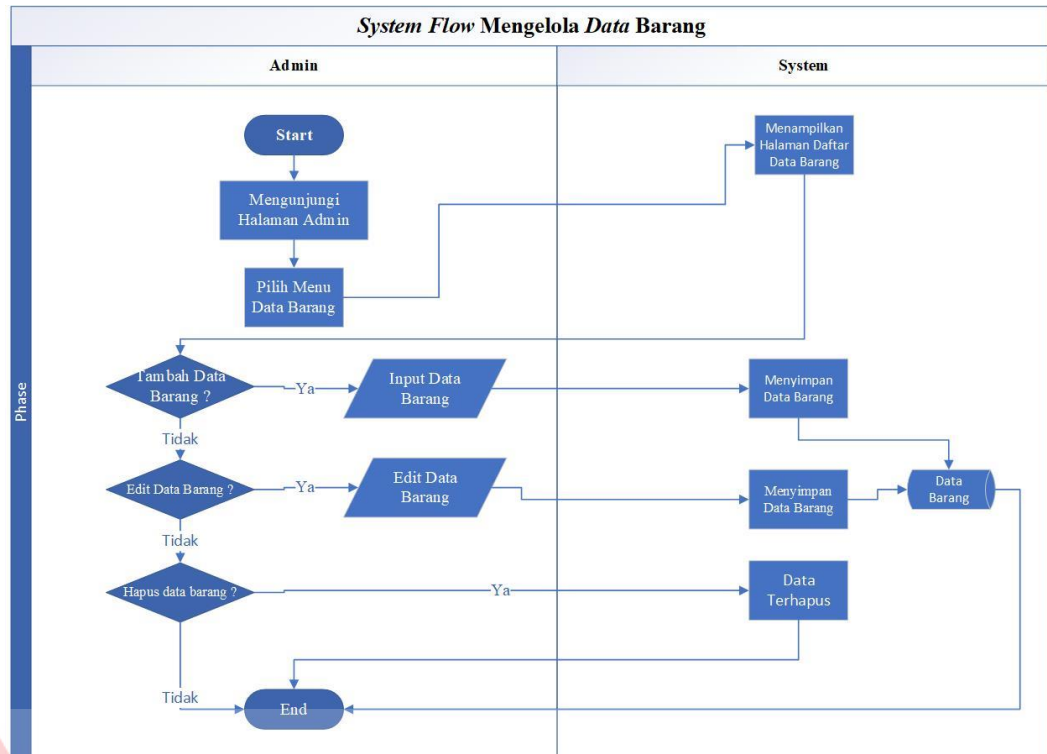 System Flow Mengelola Data Barang
Admin
System
Phase
Start
Mengunjungi
Halaman Admin
Pilih Menu
Data Barang
Menampilkan
Halaman Daftar
Data Barang
Tambah Data
Barang ?
Ya
Input Data
Barang
Menyimpan
Data Barang
Tidak
Edit Data Barang ?
Ya
Edit Data
Barang
Menyimpan
Data Barang
Data
Barang
Tidak
Hapus data barang ?
Ya
Data
Terhapus
Tidak
End